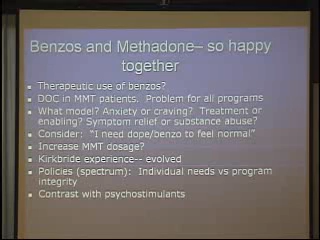 Benzos and Methadone– so happy
together
Therapeutic use of benzos?
DOC in MMT patients. Problem for all programs
What model? Anxiety or craving? Treatment or
enabling? Symptom relief or substance abuse?
Consider: "I need dope/benzo to feel normal"
Increase MMT dosage?
Kirkbride experience-- evolved
Policies (spectrum): Individual needs vs program
integrity
Contrast with psychostimulants